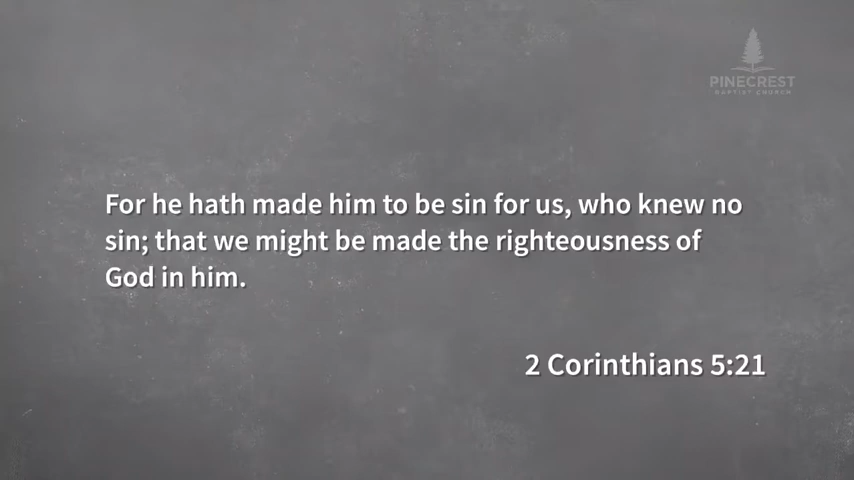 PINECREST
BAPTIST CHURCH
For he hath made him to be sin for us, who knew no
sin; that we might be made the righteousness of
God in him.
2 Corinthians 5:21